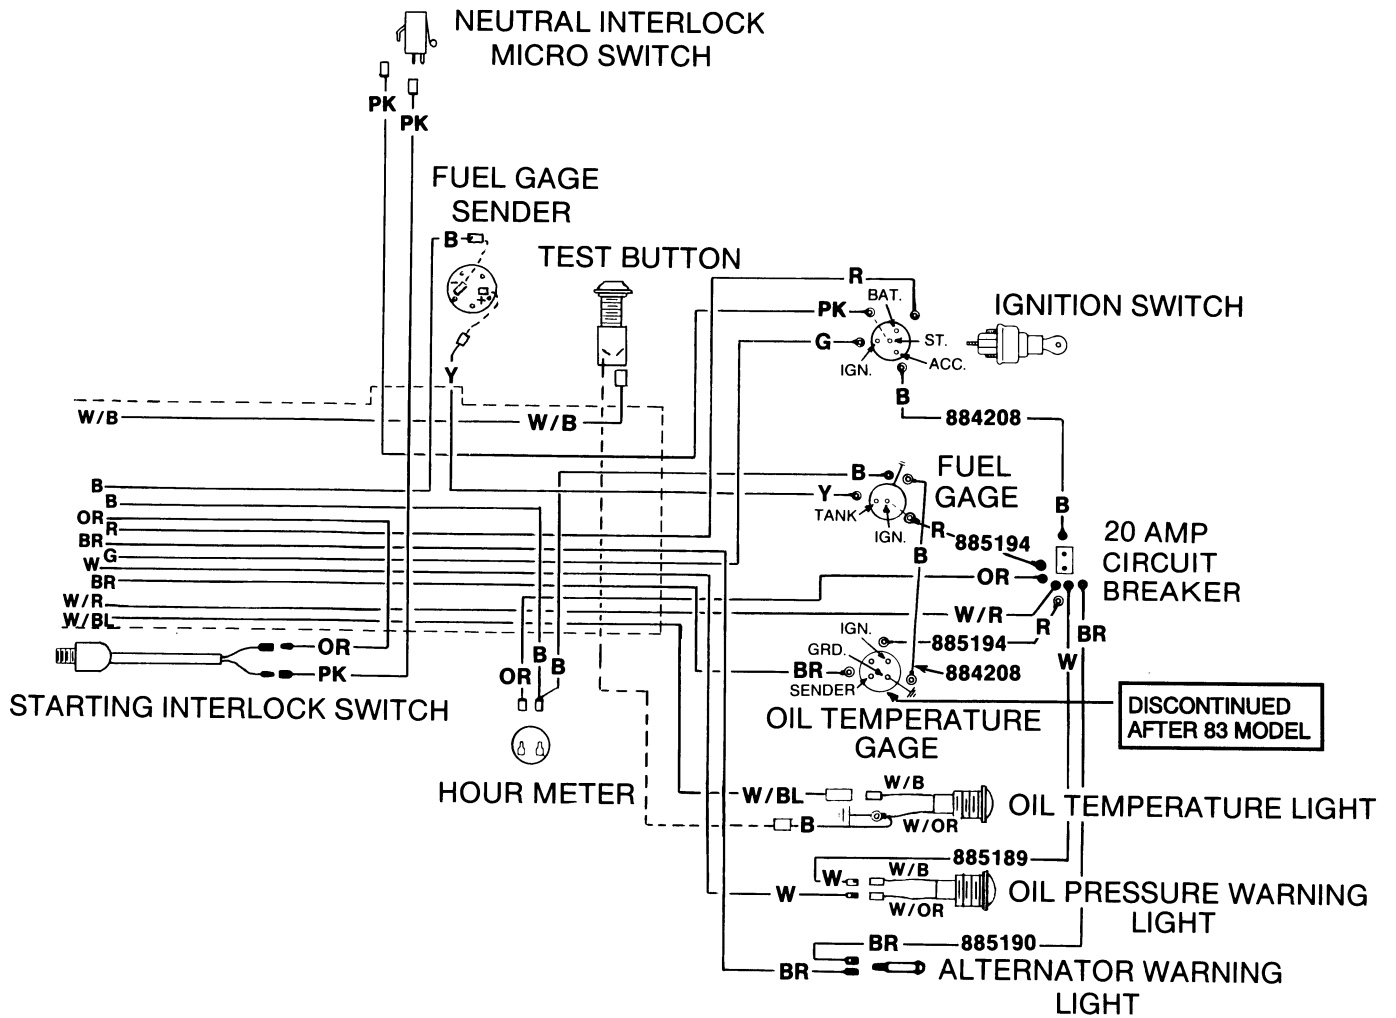 NEUTRAL INTERLOCK
MICRO SWITCH
PK
PK
FUEL GAGE
SENDER
B
TEST BUTTON
R
BAT.
IGNITION SWITCH
PK
G
ST.
IGN.
ACC.
Y
B
884208
W/B
W/B
B
FUEL
GAGE
B
Y
TANK
IGN.
R
885194
B
B
20 AMP
CIRCUIT
BREAKER
B
OR
R
BR
G
W
BR
W/R
W/BL
OR
W/R
R
BR
W
IGN.
885194
GRD.
BR
SENDER
884208
OR
PK
OR
B
B
STARTING INTERLOCK SWITCH
OIL TEMPERATURE
GAGE
DISCONTINUED
AFTER 83 MODEL
HOUR METER
W/BL
W/B
B
W/OR
OIL TEMPERATURE LIGHT
885189
W
W/B
W
W/OR
OIL PRESSURE WARNING
LIGHT
BR
885190
BR
ALTERNATOR WARNING
LIGHT